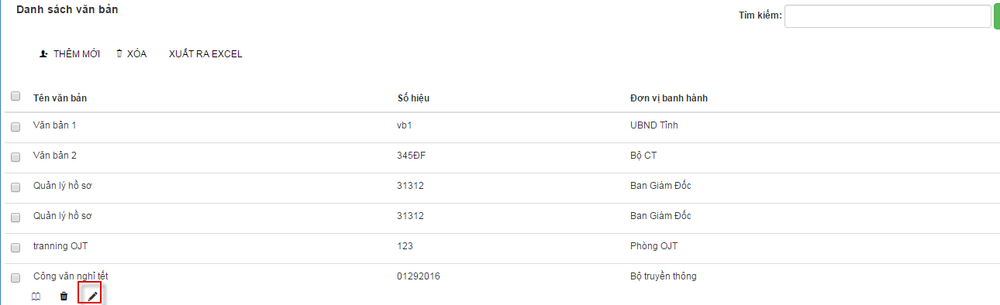 Danh sách văn bản
Tìm kiếm:
THÊM MỚI XÓA XUẤT RA EXCEL
Tên văn bản Số hiệu Đơn vị banh hành
Văn bản 1 vb1 UBND Tỉnh
Văn bản 2 345ĐF Bộ CT
Quản lý hồ sơ 31312 Ban Giám Đốc
Quản lý hồ sơ 31312 Ban Giám Đốc
tranning OJT 123 Phòng OJT
Công văn nghỉ tết 01292016 Bộ truyền thông